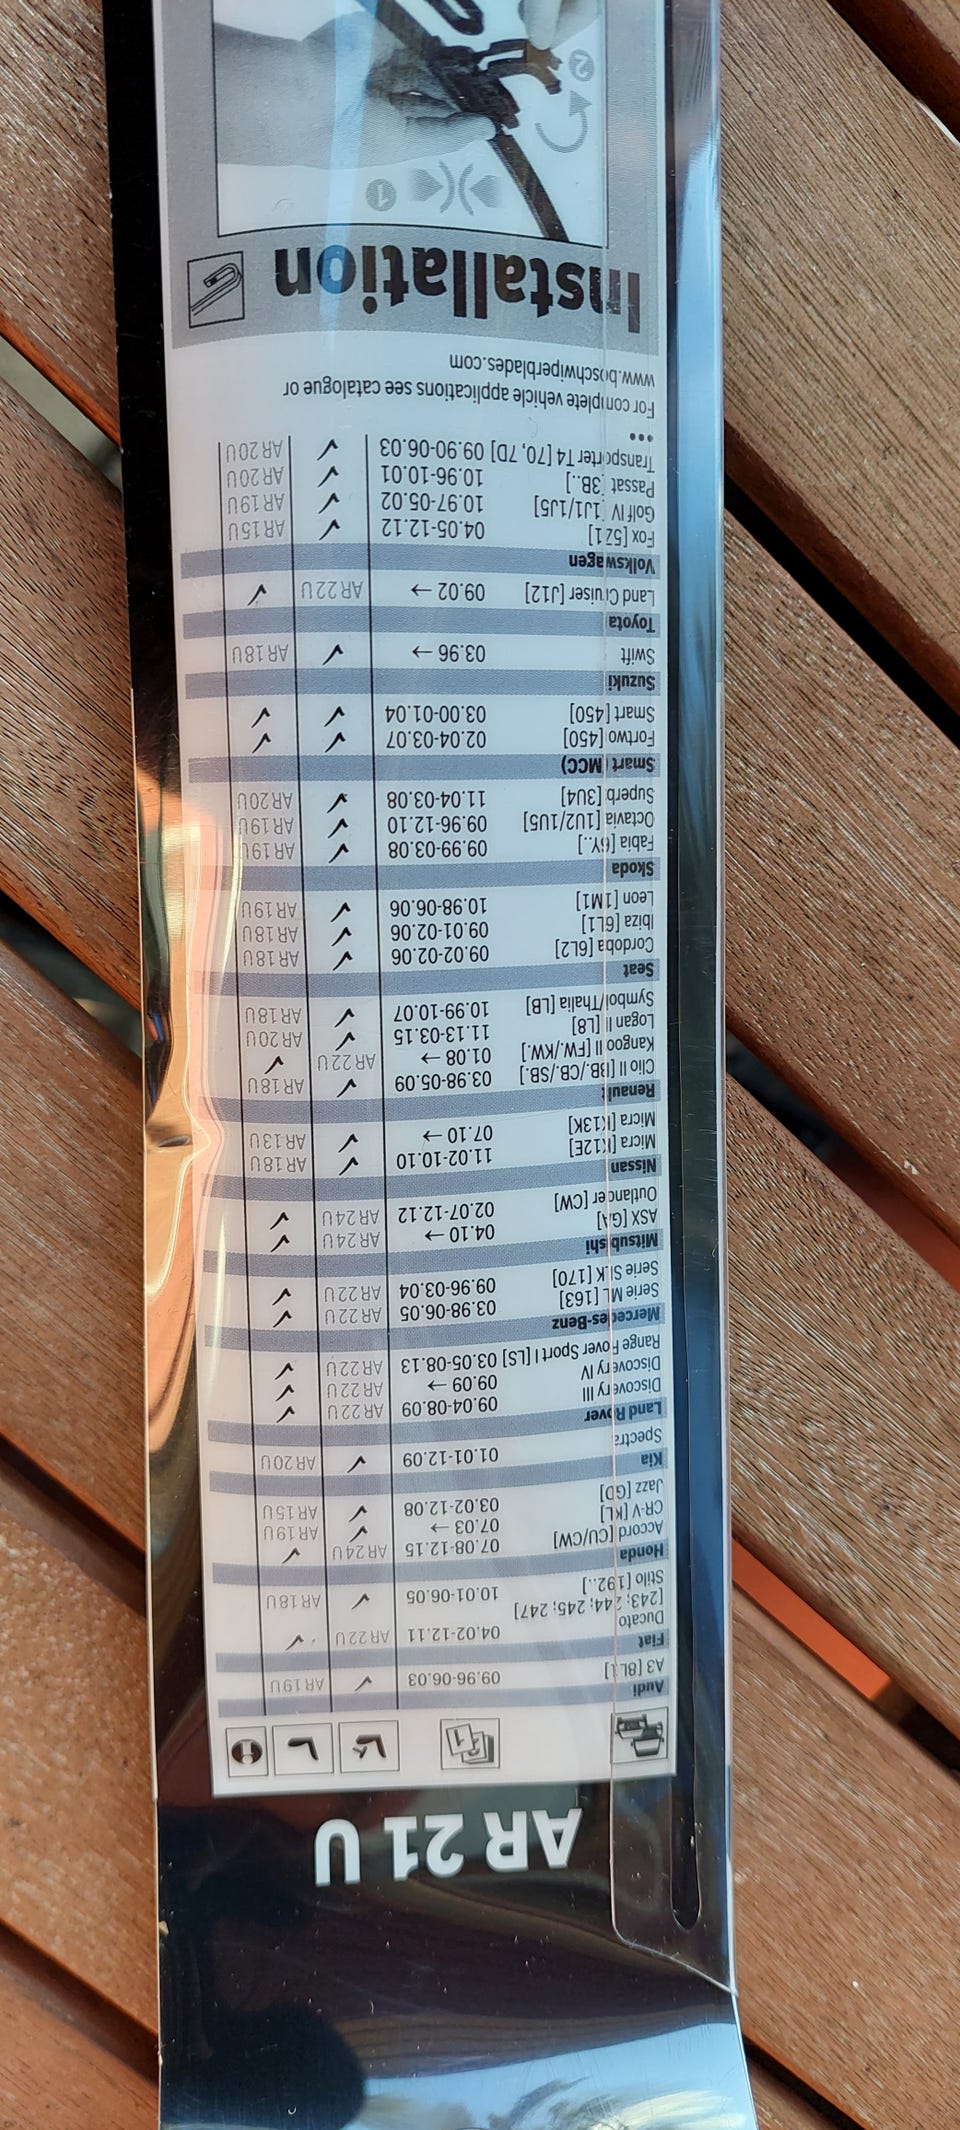 AR 21 U
Audi
A3 [8L1] 09.96-06.03 ✓ AR19U
Fiat
Ducato 04.02-12.11 AR22U ✓
[243; 244; 245; 247]
Stilo [192..] 10.01-06.05 ✓ AR18U
Honda
Accord [CU/CW] 07.08-12.15 AR24U ✓
CR-V [KL] 07.03 → ✓ AR19U
Jazz [GD] 03.02-12.08 ✓ AR15U
Kia
Spectra 01.01-12.09 ✓ AR20U
Land Rover
Discovery III 09.04-08.09 AR22U ✓
Discovery IV 09.09 → AR22U ✓
Range Rover Sport I [LS] 03.05-08.13 AR22U ✓
Mercedes-Benz
Serie ML [163] 03.98-06.05 AR22U ✓
Serie SLK [170] 09.96-03.04 AR22U ✓
Mitsubishi
ASX [GA] 04.10 → AR24U ✓
Outlander [CW] 02.07-12.12 AR24U ✓
Nissan
Micra [K12E] 11.02-10.10 ✓ AR18U
Micra [K13K] 07.10 → ✓ AR13U
Renault
Clio II [BB./CB./SB.] 03.98-05.09 ✓ AR18U
Kangoo II [FW./KW.] 01.08 → AR22U ✓
Logan II [L8] 11.13-03.15 ✓ AR20U
Symbol/Thalia [LB] 10.99-10.07 ✓ AR18U
Seat
Cordoba [6L2] 09.02-02.06 ✓ AR18U
Ibiza [6L1] 09.01-02.06 ✓ AR18U
Leon [1M1] 10.98-06.06 ✓ AR19U
Skoda
Fabia [6Y..] 09.99-03.08 ✓ AR19U
Octavia [1U2/1U5] 09.96-12.10 ✓ AR19U
Superb [3U4] 11.04-03.08 ✓ AR20U
Smart (MCC)
Fortwo [450] 02.04-03.07 ✓ ✓
Smart [450] 03.00-01.04 ✓ ✓
Suzuki
Swift 03.96 → ✓ AR18U
Toyota
Land Cruiser [J12] 09.02 → AR22U ✓
Volkswagen
Fox [5Z1] 04.05-12.12 ✓ AR15U
Golf IV [1J1/1J5] 10.97-05.02 ✓ AR19U
Passat [3B..] 10.96-10.01 ✓ AR20U
Transporter T4 [70, 7D] 09.90-06.03 ✓ AR20U
...
For complete vehicle applications see catalogue or
www.boschwiperblades.com
Installation
1
2